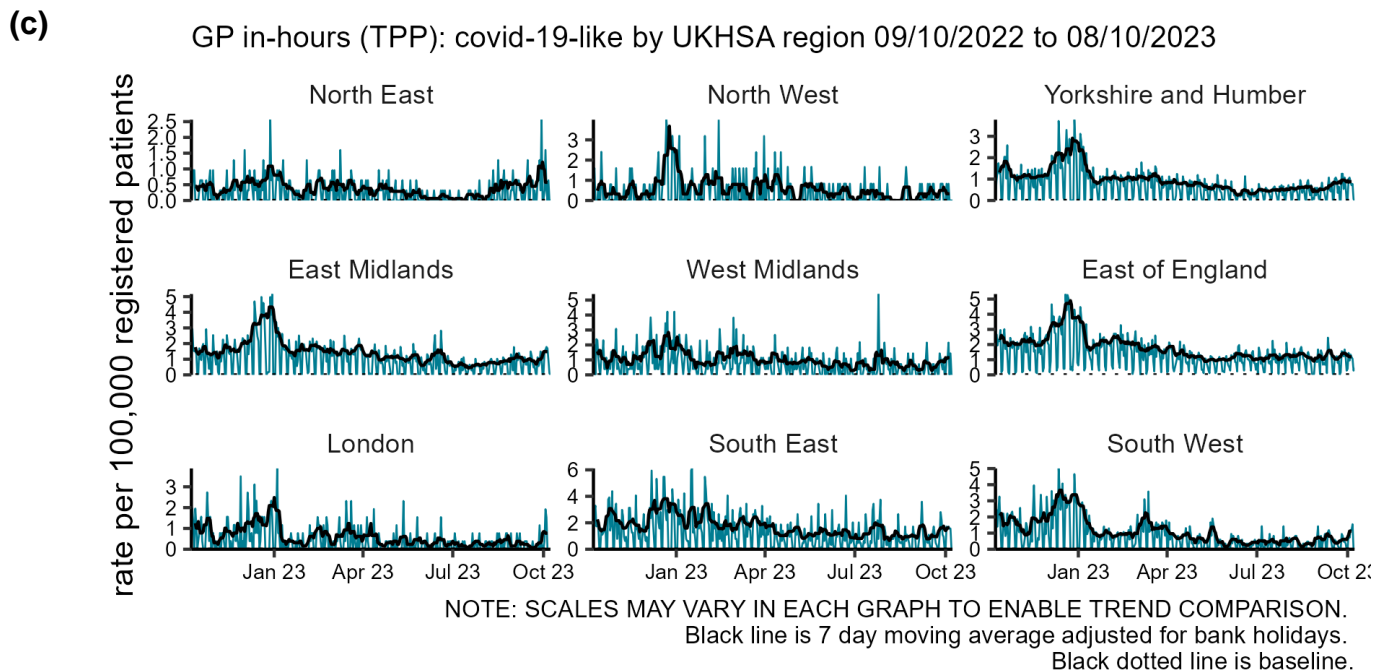 (c)
GP in-hours (TPP): covid-19-like by UKHSA region 09/10/2022 to 08/10/2023
rate per 100,000 registered patients
North East
2.5
2.0
1.5
1.0
0.5
0.0
North West
3
2
1
0
Yorkshire and Humber
3
2
1
0
East Midlands
5
4
3
2
1
0
West Midlands
5
4
3
2
1
0
East of England
5
4
3
2
1
0
London
3
2
1
0
Jan 23 Apr 23 Jul 23 Oct 23
South East
6
4
2
0
Jan 23 Apr 23 Jul 23 Oct 23
South West
5
4
3
2
1
0
Jan 23 Apr 23 Jul 23 Oct
NOTE: SCALES MAY VARY IN EACH GRAPH TO ENABLE TREND COMPARISON.
Black line is 7 day moving average adjusted for bank holidays.
Black dotted line is baseline.